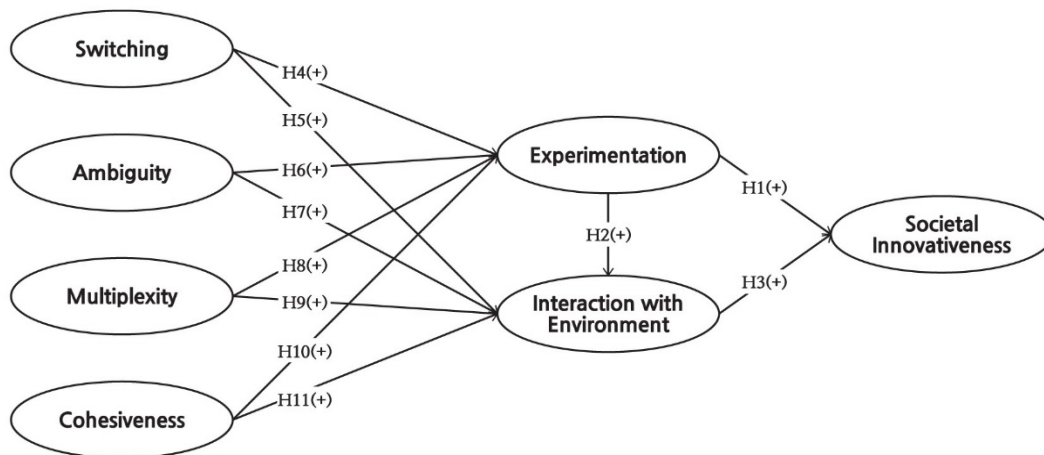 Switching
H4(+)
H5(+)
Ambiguity
H6(+)
H7(+)
Experimentation
H1(+)
H2(+)
Societal
Innovativeness
Multiplexity
H8(+)
H9(+)
Interaction with
Environment
H3(+)
H10(+)
Cohesiveness
H11(+)